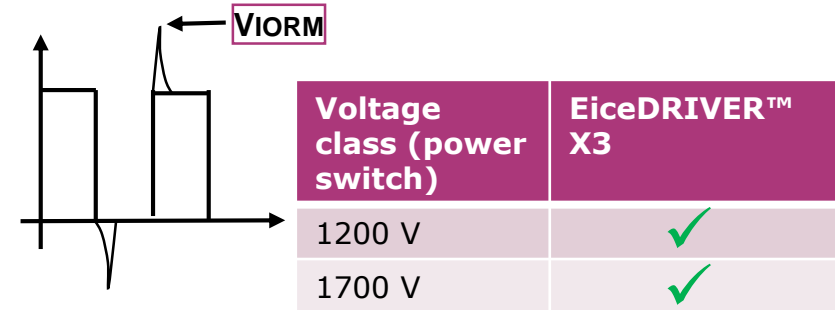 VIORM
Voltage EiceDRIVER™
class (power X3
switch)
1200 V ✓
1700 V ✓